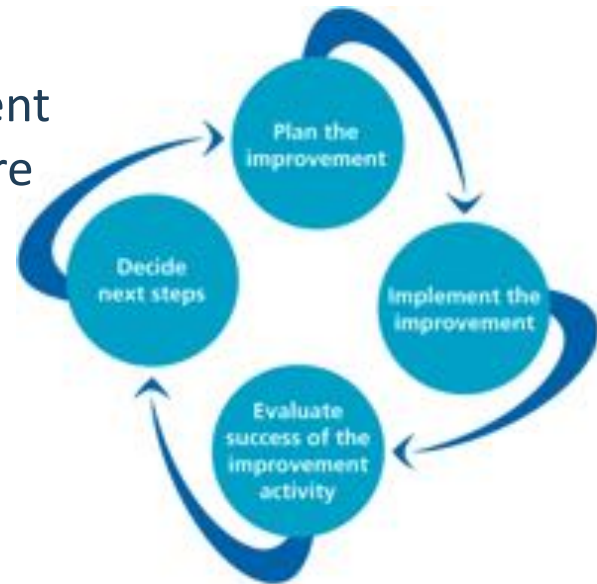 ent
re
Plan the
improvement
Implement the
improvement
Evaluate
success of the
improvement
activity
Decide
next steps